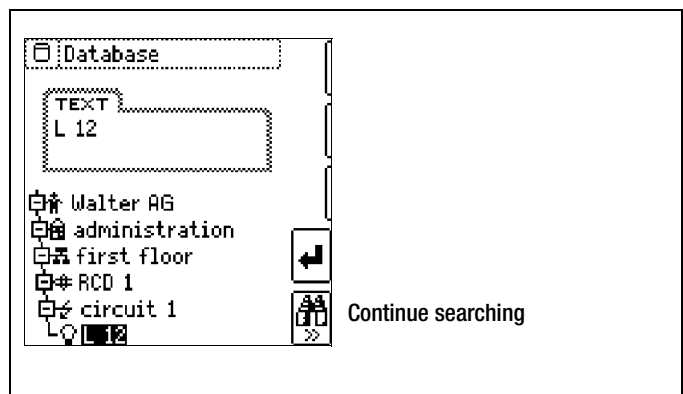 Database
TEXT
L 12
Walter AG
administration
first floor
RCD 1
circuit 1
L 12
>>
Continue searching